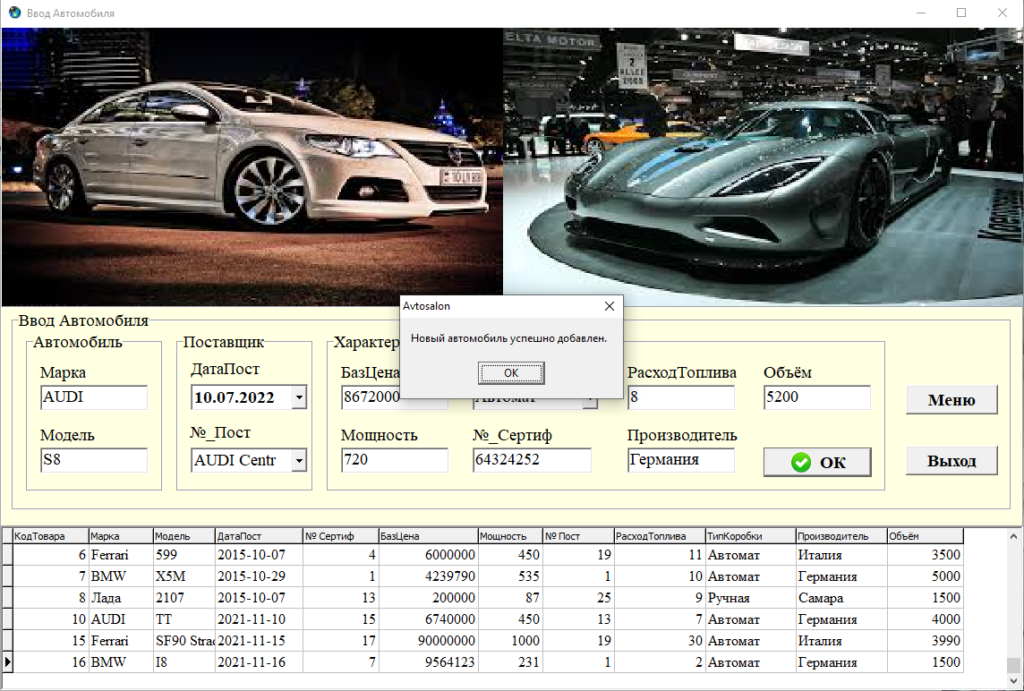 Ввод Автомобиля
ELTA MOTOR
2
ALLEE
Avtosalon
Новый автомобиль успешно добавлен.
OK
Ввод Автомобиля
Автомобиль
Марка
AUDI
Модель
S8
Поставщик
ДатаПост
10.07.2022
№_Пост
AUDI Centr
Характер
БазЦена
8672000
Автомат
РасходТоплива
8
Объём
5200
Мощность
720
№_Сертиф
64324252
Производитель
Германия
ОК
Меню
Выход
КодТовара Марка Модель ДатаПост № Сертиф БазЦена Мощность № Пост РасходТоплива ТипКоробки Производитель Объём
6 Ferrari 599 2015-10-07 4 6000000 450 19 11 Автомат Италия 3500
7 BMW X5M 2015-10-29 1 4239790 535 1 10 Автомат Германия 5000
8 Лада 2107 2015-10-07 13 200000 87 25 9 Ручная Самара 1500
10 AUDI TT 2021-11-10 15 6740000 450 13 7 Автомат Германия 4000
15 Ferrari SF90 Strac 2021-11-15 17 90000000 1000 19 30 Автомат Италия 3990
16 BMW I8 2021-11-16 7 9564123 231 1 2 Автомат Германия 1500